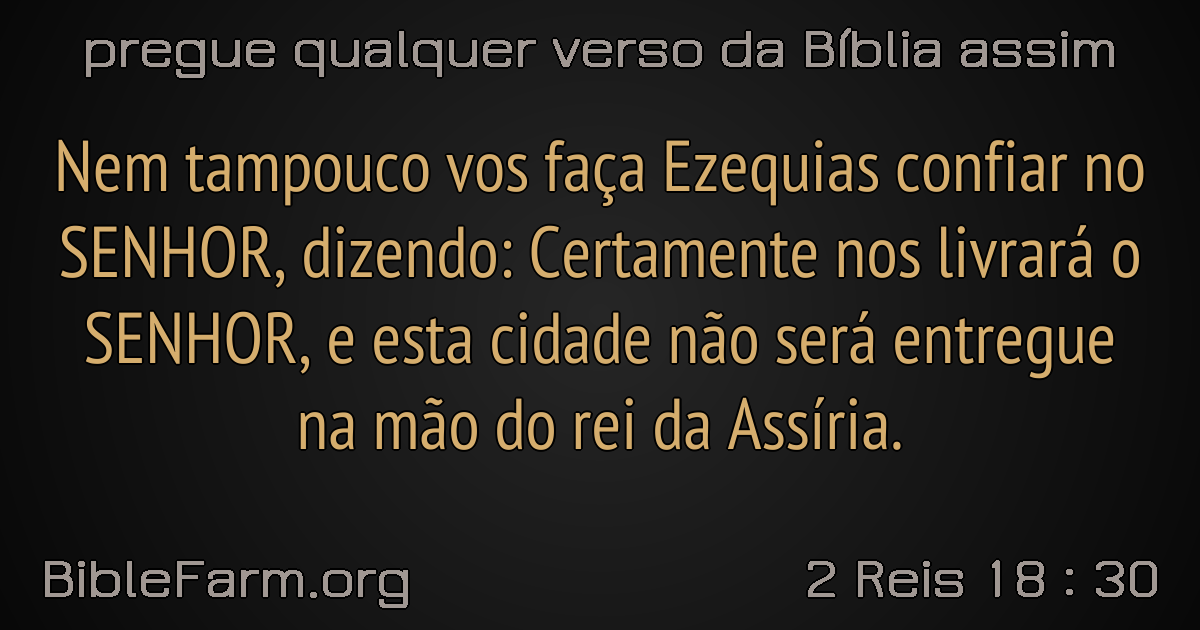 pregue qualquer verso da Bíblia assim
Nem tampouco vos faça Ezequias confiar no
SENHOR, dizendo: Certamente nos livrará o
SENHOR, e esta cidade não será entregue
na mão do rei da Assíria.
BibleFarm.org
2 Reis 18 : 30